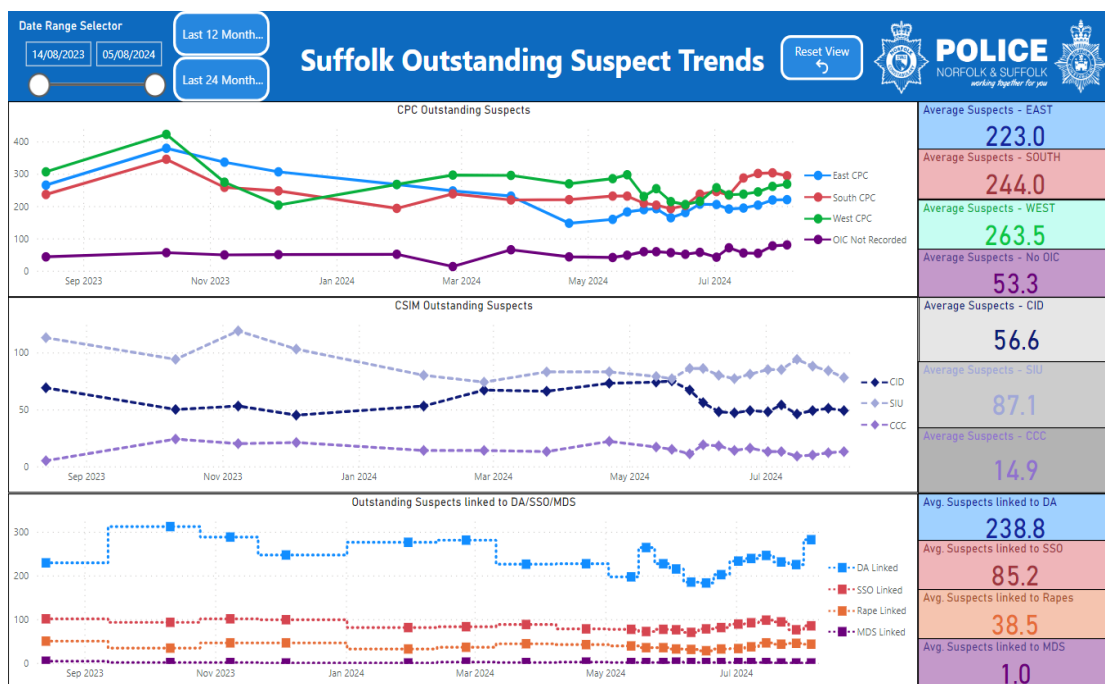 Date Range Selector
14/08/2023
05/08/2024
Last 12 Month...
Last 24 Month...
Suffolk Outstanding Suspect Trends
Reset View
POLICE
NORFOLK & SUFFOLK
working together for you
CPC Outstanding Suspects
400
300
200
100
0
Sep 2023
Nov 2023
Jan 2024
Mar 2024
May 2024
Jul 2024
East CPC
South CPC
West CPC
OIC Not Recorded
Average Suspects - EAST
223.0
Average Suspects - SOUTH
244.0
Average Suspects - WEST
263.5
Average Suspects - No OIC
53.3
CSIM Outstanding Suspects
100
50
0
Sep 2023
Nov 2023
Jan 2024
Mar 2024
May 2024
Jul 2024
CID
SIU
CCC
Average Suspects - CID
56.6
Average Suspects - SIU
87.1
Average Suspects - CCC
14.9
Outstanding Suspects linked to DA/SSO/MDS
300
200
100
0
Sep 2023
Nov 2023
Jan 2024
Mar 2024
May 2024
Jul 2024
DA Linked
SSO Linked
Rape Linked
MDS Linked
Avg. Suspects linked to DA
238.8
Avg. Suspects linked to SSO
85.2
Avg. Suspects linked to Rapes
38.5
Avg. Suspects linked to MDS
1.0